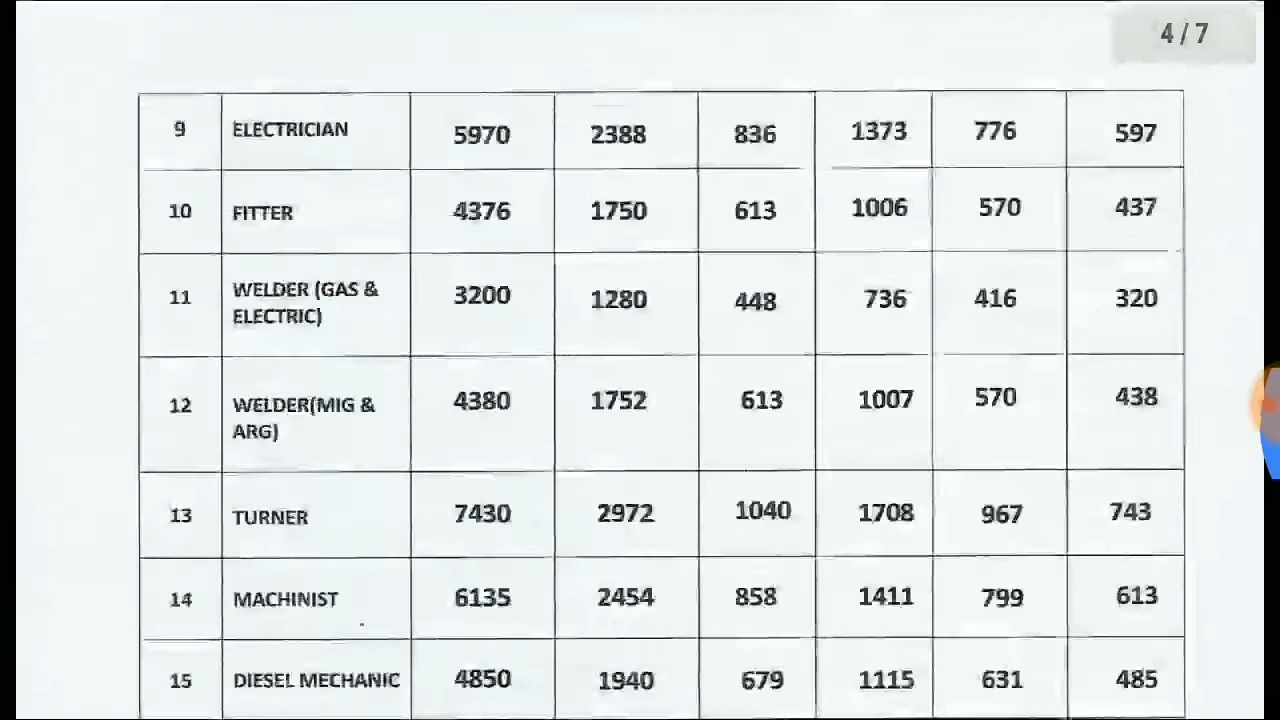 4 / 7
9 ELECTRICIAN 5970 2388 836 1373 776 597
10 FITTER 4376 1750 613 1006 570 437
11 WELDER (GAS & ELECTRIC) 3200 1280 448 736 416 320
12 WELDER(MIG & ARG) 4380 1752 613 1007 570 438
13 TURNER 7430 2972 1040 1708 967 743
14 MACHINIST 6135 2454 858 1411 799 613
15 DIESEL MECHANIC 4850 1940 679 1115 631 485